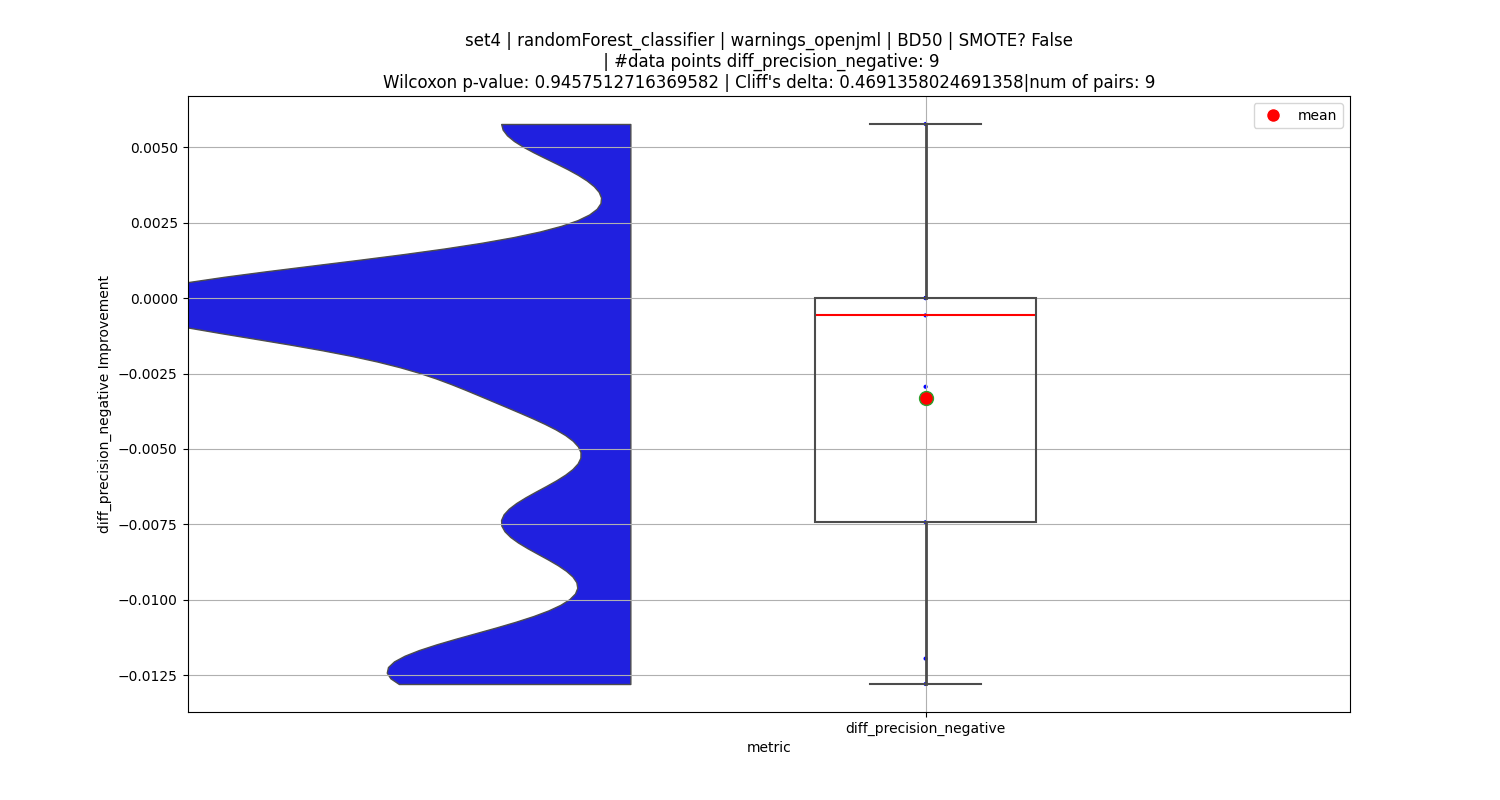 set4 | randomForest_classifier | warnings_openjml | BD50 | SMOTE? False
| #data points diff_precision_negative: 9
Wilcoxon p-value: 0.9457512716369582 | Cliff's delta: 0.4691358024691358|num of pairs: 9
mean
0.0050
0.0025
0.0000
−0.0025
−0.0050
−0.0075
−0.0100
−0.0125
diff_precision_negative Improvement
diff_precision_negative
metric